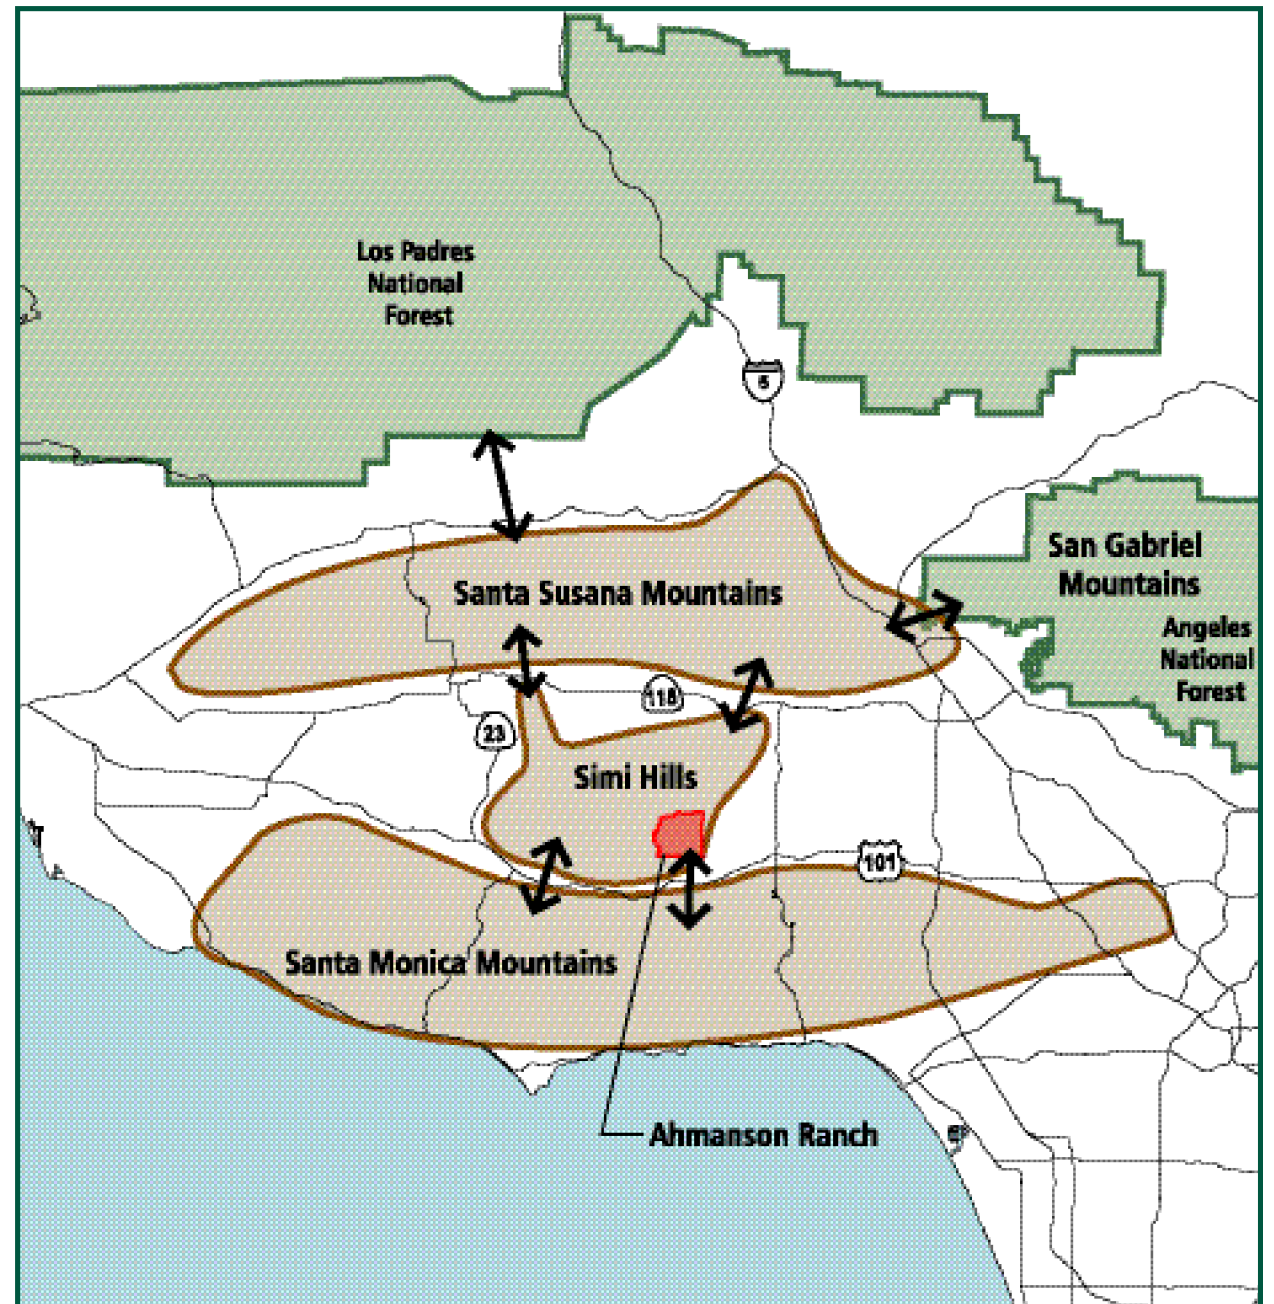 Los Padres
National
Forest
5
San Gabriel
Mountains
Santa Susana Mountains
Angeles
National
Forest
118
23
Simi Hills
101
Santa Monica Mountains
Ahmanson Ranch